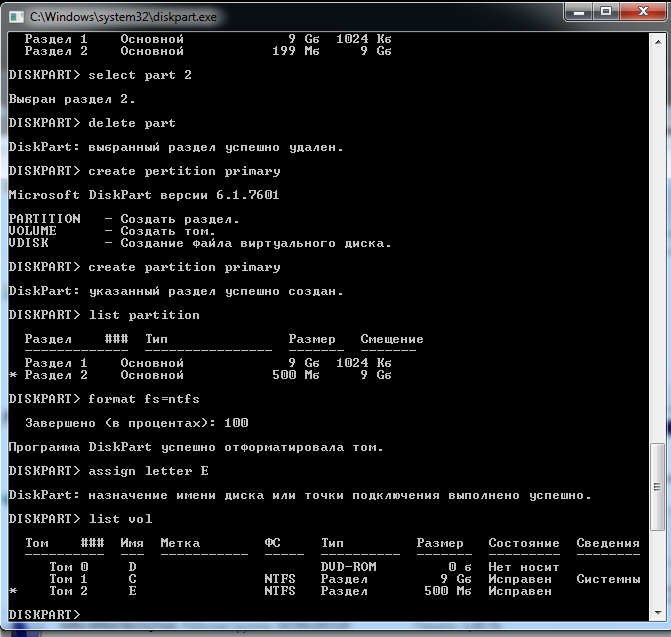 C:\Windows\system32\diskpart.exe
Раздел 1 Основной 9 Gб 1024 Kб
Раздел 2 Основной 199 Mб 9 Gб
DISKPART> select part 2
Выбран раздел 2.
DISKPART> delete part
DiskPart: выбранный раздел успешно удален.
DISKPART> create pertition primary
Microsoft DiskPart версии 6.1.7601
PARTITION - Создать раздел.
VOLUME - Создать том.
VDISK - Создание файла виртуального диска.
DISKPART> create partition primary
DiskPart: указанный раздел успешно создан.
DISKPART> list partition
Раздел ### Тип Размер Смещение
------------- ---------------- ------- -------
Раздел 1 Основной 9 Gб 1024 Kб
* Раздел 2 Основной 500 Mб 9 Gб
DISKPART> format fs=ntfs
Завершено (в процентах): 100
Программа DiskPart успешно отформатировала том.
DISKPART> assign letter E
DiskPart: назначение имени диска или точки подключения выполнено успешно.
DISKPART> list vol
Том ### Имя Метка ФС Тип Размер Состояние Сведения
---------- --- ----------- ----- ---------- ------- --------- --------
Том 0 D DVD-ROM 0 б Нет носит
Том 1 C NTFS Раздел 9 Gб Исправен Системны
* Том 2 E NTFS Раздел 500 Mб Исправен
DISKPART>